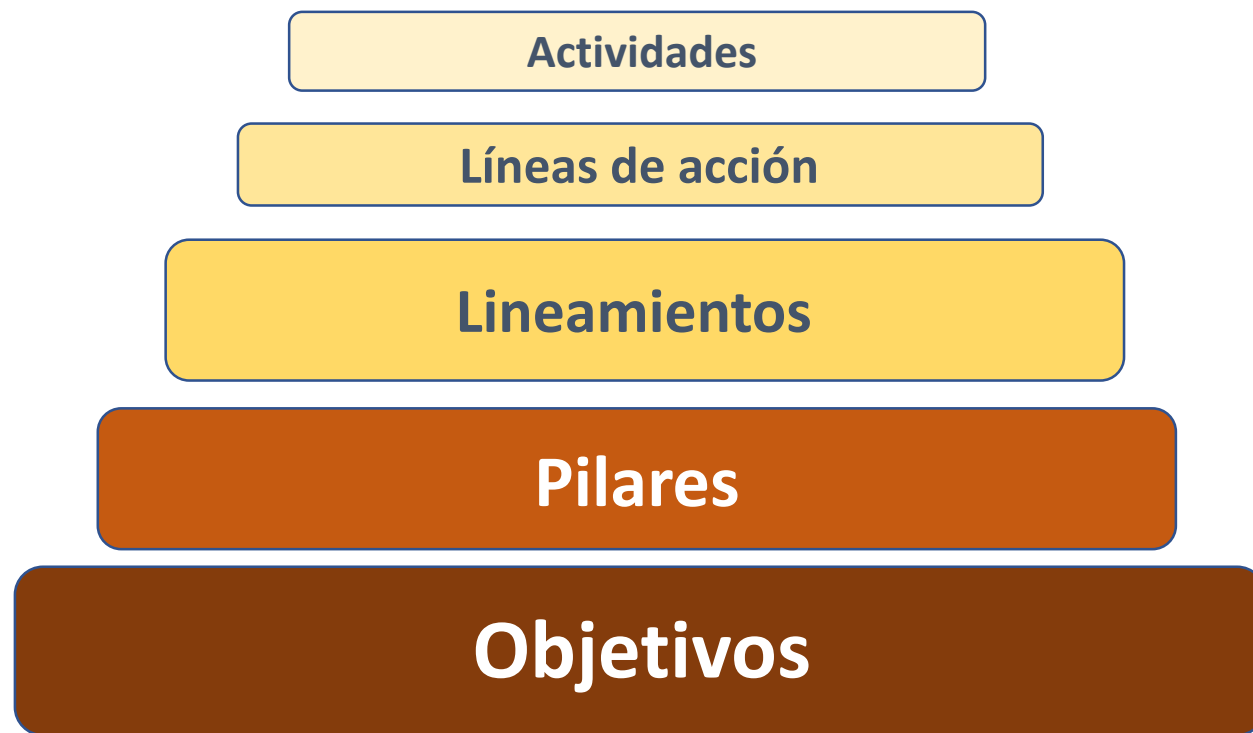 Actividades
Líneas de acción
Lineamientos
Pilares
Objetivos